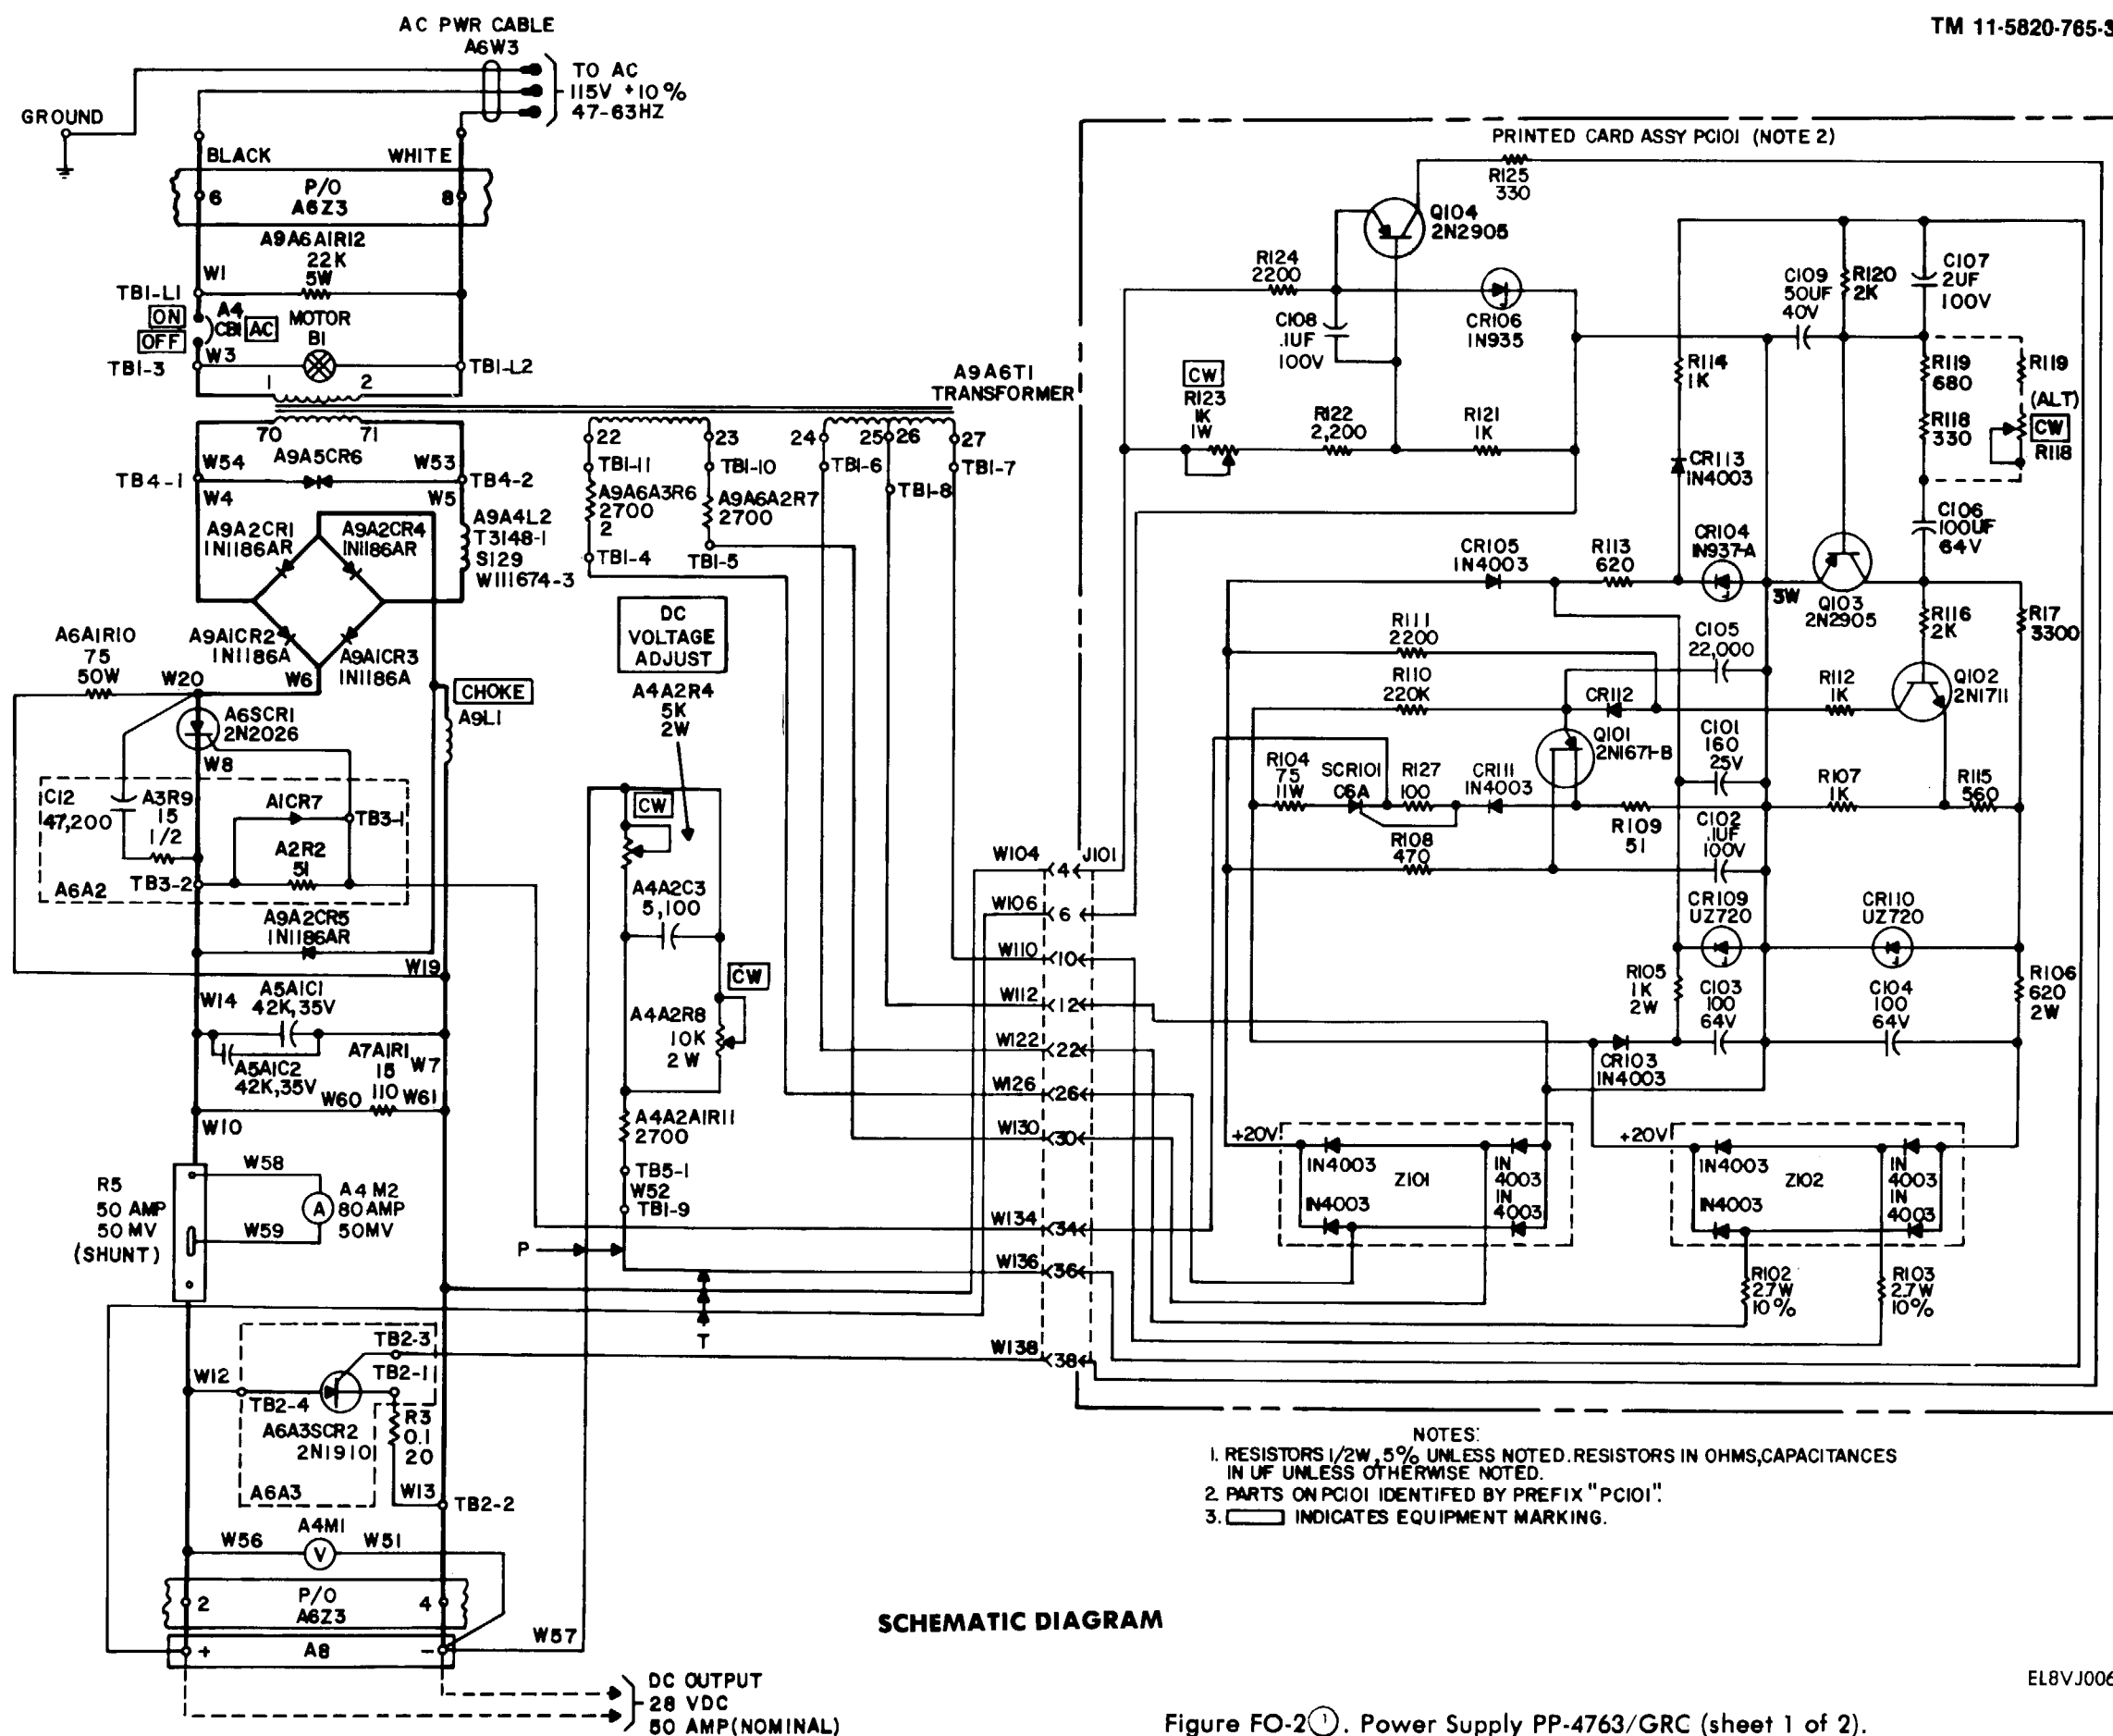 TM 11-5820-765-3
AC PWR CABLE
A6W3
TO AC
115V +10%
47-63HZ
GROUND
BLACK
WHITE
P/O
A6Z3
6
8
A9A6A1R12
22K
5W
W1
TB1-L1
ON
OFF
A4
CB1
AC
MOTOR
B1
W3
TB1-3
TB1-L2
1
2
A9A6T1
TRANSFORMER
70
71
W54
A9A5CR6
W53
TB4-1
TB4-2
W4
W5
A9A2CR1
1N1186AR
A9A2CR4
1N1186AR
A9A4L2
T3148-1
S129
W111674-3
A9A1CR2
1N1186A
A9A1CR3
1N1186A
A6A1R10
75
50W
W20
W6
CHOKE
A9L1
A6SCR1
2N2026
W8
C12
47,200
A3R9
15
1/2
A1CR7
TB3-1
A2R2
51
TB3-2
A6A2
A9A2CR5
1N1186AR
W19
W14
A5A1C1
42K,35V
A5A1C2
42K,35V
A7A1R1
15
110
W7
W60
W61
W10
W58
R5
50 AMP
50 MV
(SHUNT)
A
A4 M2
80 AMP
50MV
W59
TB2-3
TB2-1
W12
TB2-4
A6A3SCR2
2N1910
R3
0.1
20
A6A3
W13
TB2-2
A4M1
W56
V
W51
2
P/O
A6Z3
4
+
A8
-
W57
DC OUTPUT
28 VDC
50 AMP(NOMINAL)
22
23
24
25
26
27
TB1-11
TB1-10
TB1-6
TB1-7
TB1-8
A9A6A3R6
2700
2
A9A6A2R7
2700
TB1-4
TB1-5
DC
VOLTAGE
ADJUST
A4A2R4
5K
2W
CW
A4A2C3
5,100
CW
A4A2R8
10K
2 W
A4A2A1R11
2700
TB5-1
W52
TB1-9
P
T
W104
4
J101
W106
6
W110
10
W112
12
W122
22
W126
26
W130
30
W134
34
W136
36
W138
38
PRINTED CARD ASSY PC101 (NOTE 2)
R125
330
Q104
2N2905
R124
2200
C108
.1UF
100V
CR106
1N935
CW
R123
1K
1W
R122
2,200
R121
1K
C109
50UF
40V
R120
2K
C107
2UF
100V
R114
1K
R119
680
R119
(ALT)
R118
330
CW
R118
CR113
1N4003
C106
100UF
64V
CR104
1N937-A
CR105
1N4003
R113
620
3W
Q103
2N2905
R116
2K
R17
3300
R111
2200
C105
22,000
R110
220K
CR112
R112
1K
Q102
2N1711
Q101
2N1671-B
C101
160
25V
R104
75
11W
SCR101
C6A
R127
100
CR111
1N4003
R107
1K
R115
560
R109
51
C102
.1UF
100V
R108
470
CR109
UZ720
CR110
UZ720
R105
1K
2W
C103
100
64V
C104
100
64V
R106
620
2W
CR103
1N4003
+20V
1N4003
1N
4003
Z101
1N4003
1N
4003
+20V
1N4003
1N
4003
Z102
1N4003
1N
4003
R102
2.7W
10%
R103
2.7W
10%
NOTES:
1. RESISTORS 1/2W, 5% UNLESS NOTED. RESISTORS IN OHMS, CAPACITANCES
IN UF UNLESS OTHERWISE NOTED.
2. PARTS ON PC101 IDENTIFED BY PREFIX "PC101".
3. INDICATES EQUIPMENT MARKING.
SCHEMATIC DIAGRAM
EL8VJ006
Figure FO-2①. Power Supply PP-4763/GRC (sheet 1 of 2).